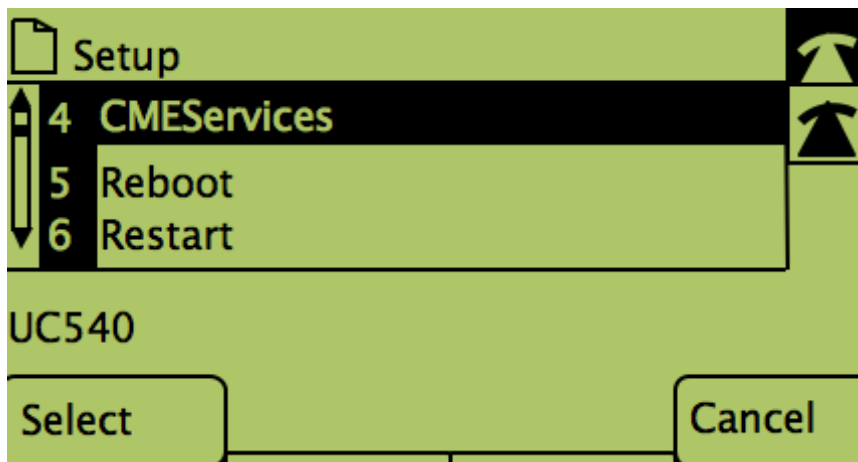 Setup
4 CMEServices
5 Reboot
6 Restart
UC540
Select Cancel